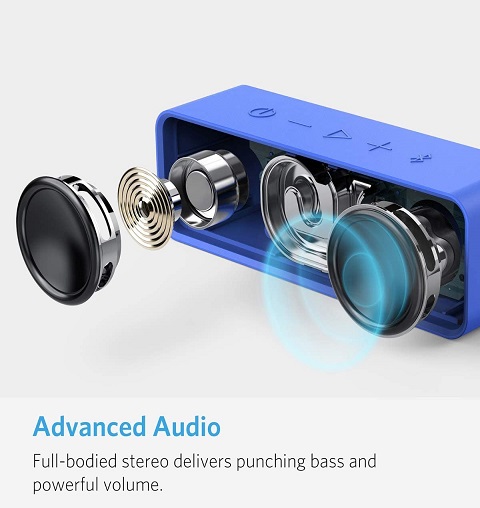 Advanced Audio
Full-bodied stereo delivers punching bass and
powerful volume.